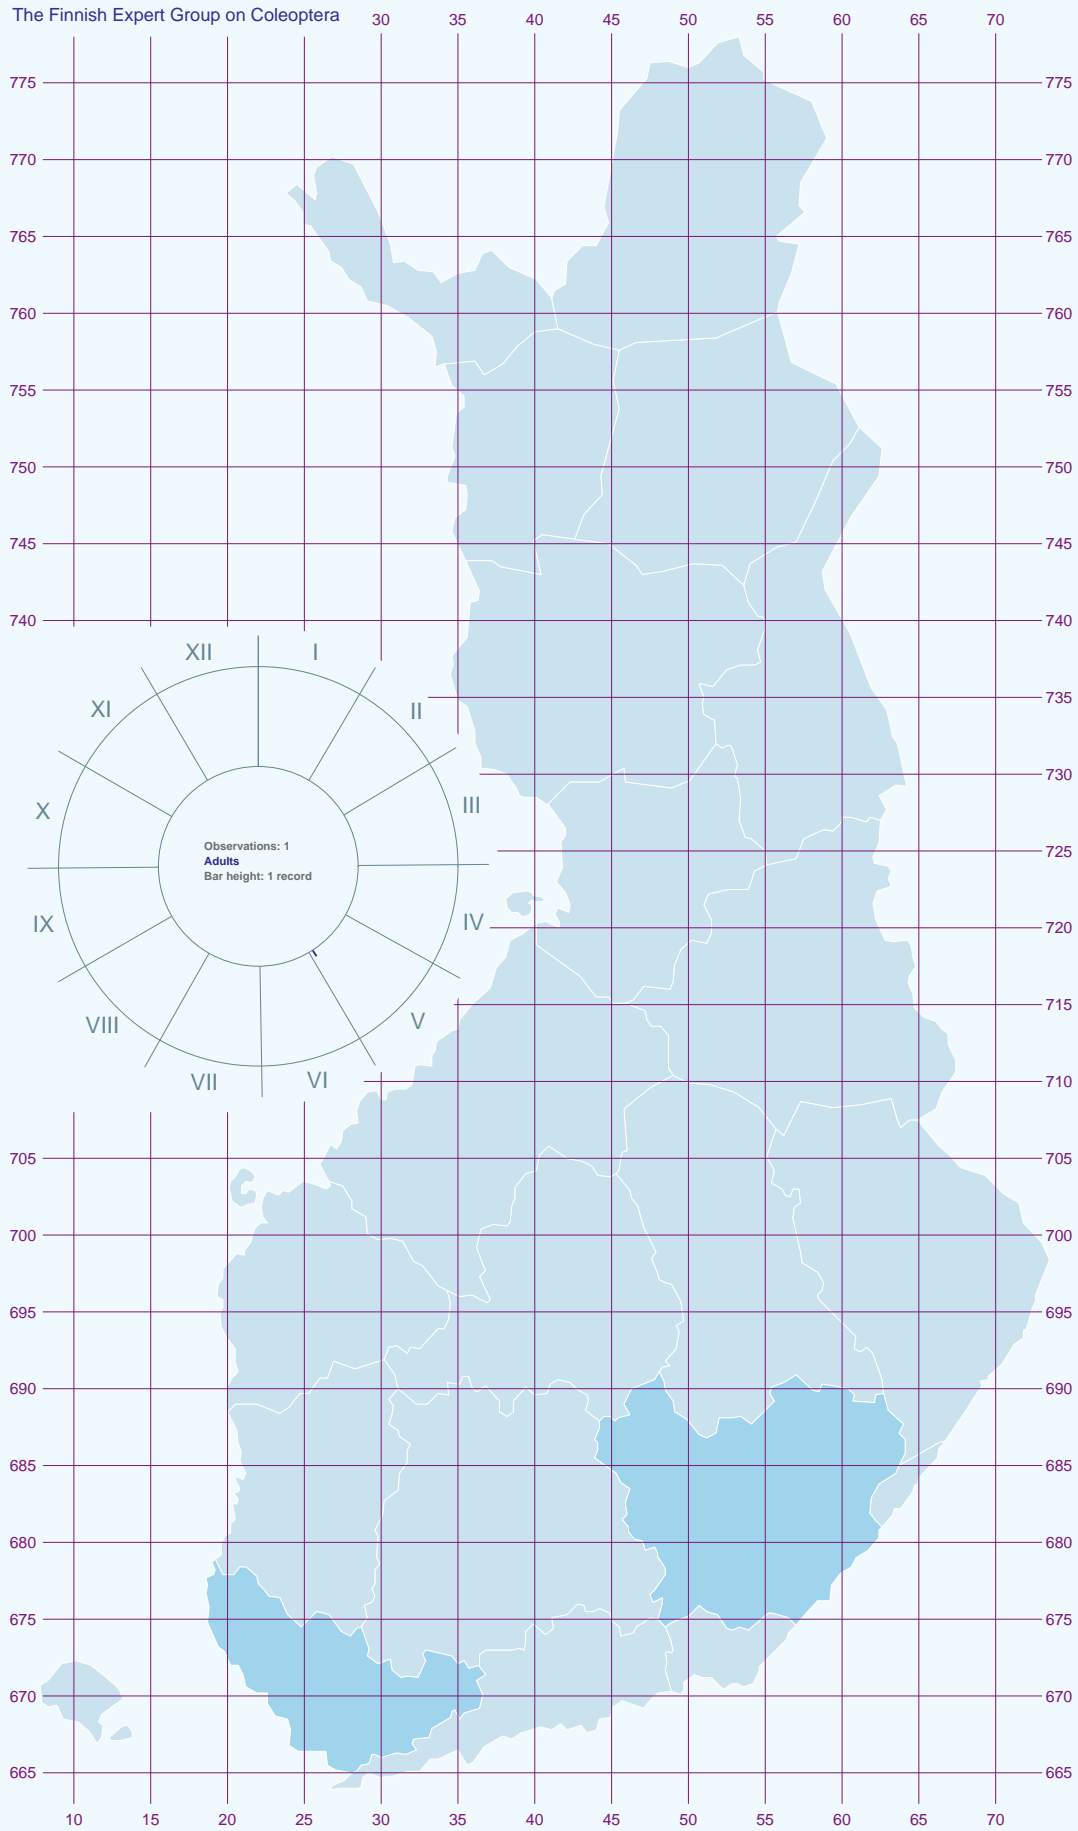 The Finnish Expert Group on Coleoptera
30 35 40 45 50 55 60 65 70
775 775
770 770
765 765
760 760
755 755
750 750
745 745
740 740
XII I
XI II
735
730
X III
725
Observations: 1
Adults
Bar height: 1 record
IX IV
720
715
VIII V
VII VI
710
705 705
700 700
695 695
690 690
685 685
680 680
675 675
670 670
665 665
10 15 20 25 30 35 40 45 50 55 60 65 70